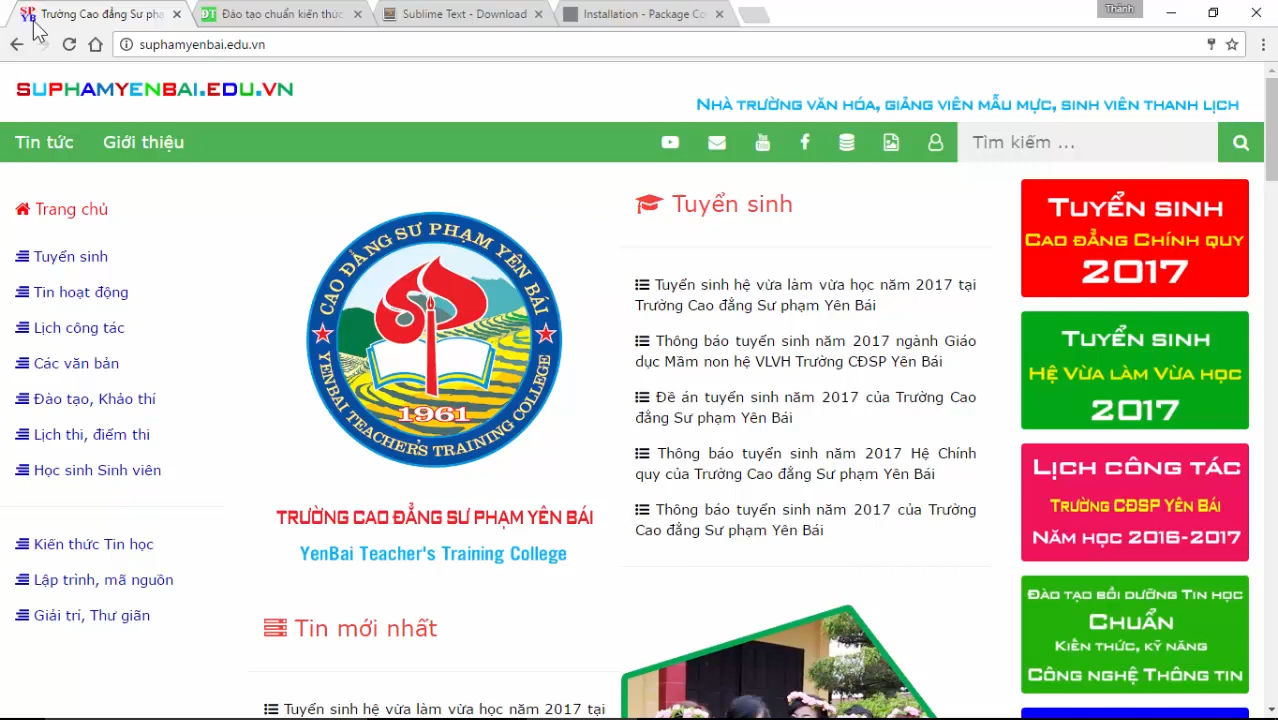 Trường Cao đẳng Sư pha
Đào tạo chuẩn kiến thức
Sublime Text - Download
Installation - Package Co
Thành
suphamyenbai.edu.vn
SUPHAMYENBAI.EDU.VN
Nhà trường văn hóa, giảng viên mẫu mực, sinh viên thanh lịch
Tin tức
Giới thiệu
Tìm kiếm ...
Trang chủ
Tuyển sinh
Tin hoạt động
Lịch công tác
Các văn bản
Đào tạo, Khảo thí
Lịch thi, điểm thi
Học sinh Sinh viên
Kiến thức Tin học
Lập trình, mã nguồn
Giải trí, Thư giãn
CAO ĐẲNG SƯ PHẠM YÊN BÁI
1961
YENBAI TEACHER'S TRAINING COLLEGE
TRƯỜNG CAO ĐẲNG SƯ PHẠM YÊN BÁI
YenBai Teacher's Training College
Tin mới nhất
Tuyển sinh hệ vừa làm vừa học năm 2017 tại
Tuyển sinh
Tuyển sinh hệ vừa làm vừa học năm 2017 tại
Trường Cao đẳng Sư phạm Yên Bái
Thông báo tuyển sinh năm 2017 ngành Giáo
dục Mầm non hệ VLVH Trường CĐSP Yên Bái
Đề án tuyển sinh năm 2017 của Trường Cao
đẳng Sư phạm Yên Bái
Thông báo tuyển sinh năm 2017 Hệ Chính
quy của Trường Cao đẳng Sư phạm Yên Bái
Thông báo tuyển sinh năm 2017 của Trường
Cao đẳng Sư phạm Yên Bái
Tuyển sinh
Cao đẳng Chính quy
2017
Tuyển sinh
Hệ Vừa làm Vừa học
2017
Lịch công tác
Trường CĐSP Yên Bái
Năm học 2016-2017
Đào tạo bồi dưỡng Tin học
Chuẩn
Kiến thức, kỹ năng
Công nghệ Thông tin